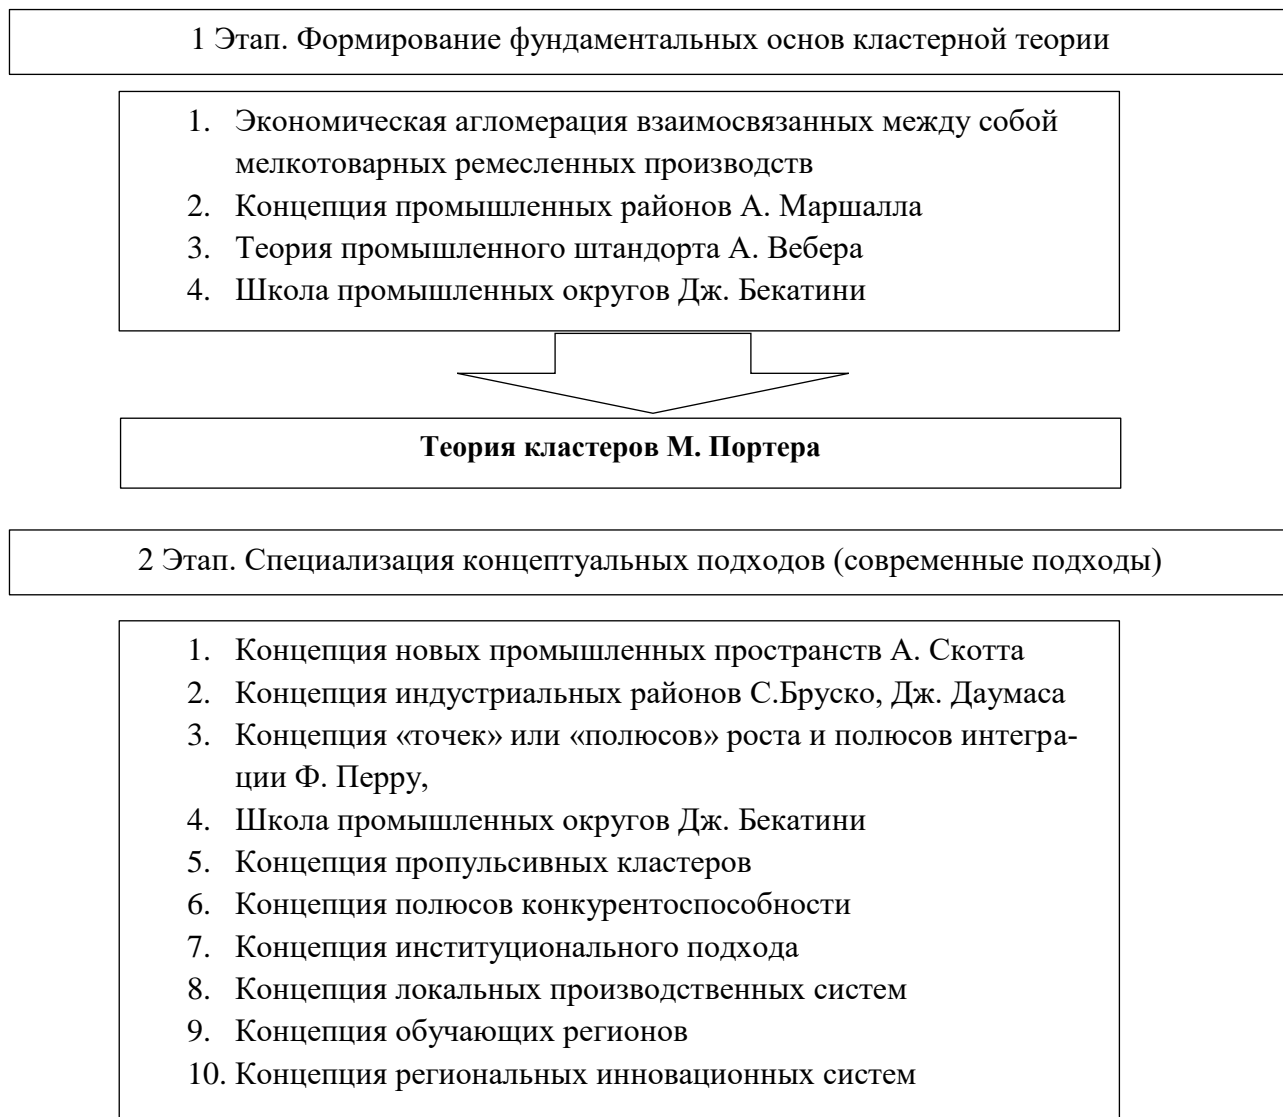 1 Этап. Формирование фундаментальных основ кластерной теории
1. Экономическая агломерация взаимосвязанных между собой
мелкотоварных ремесленных производств
2. Концепция промышленных районов А. Маршалла
3. Теория промышленного штандорта А. Вебера
4. Школа промышленных округов Дж. Бекатини
Теория кластеров М. Портера
2 Этап. Специализация концептуальных подходов (современные подходы)
1. Концепция новых промышленных пространств А. Скотта
2. Концепция индустриальных районов С.Бруско, Дж. Даумаса
3. Концепция «точек» или «полюсов» роста и полюсов интегра-
ции Ф. Перру,
4. Школа промышленных округов Дж. Бекатини
5. Концепция пропульсивных кластеров
6. Концепция полюсов конкурентоспособности
7. Концепция институционального подхода
8. Концепция локальных производственных систем
9. Концепция обучающих регионов
10. Концепция региональных инновационных систем